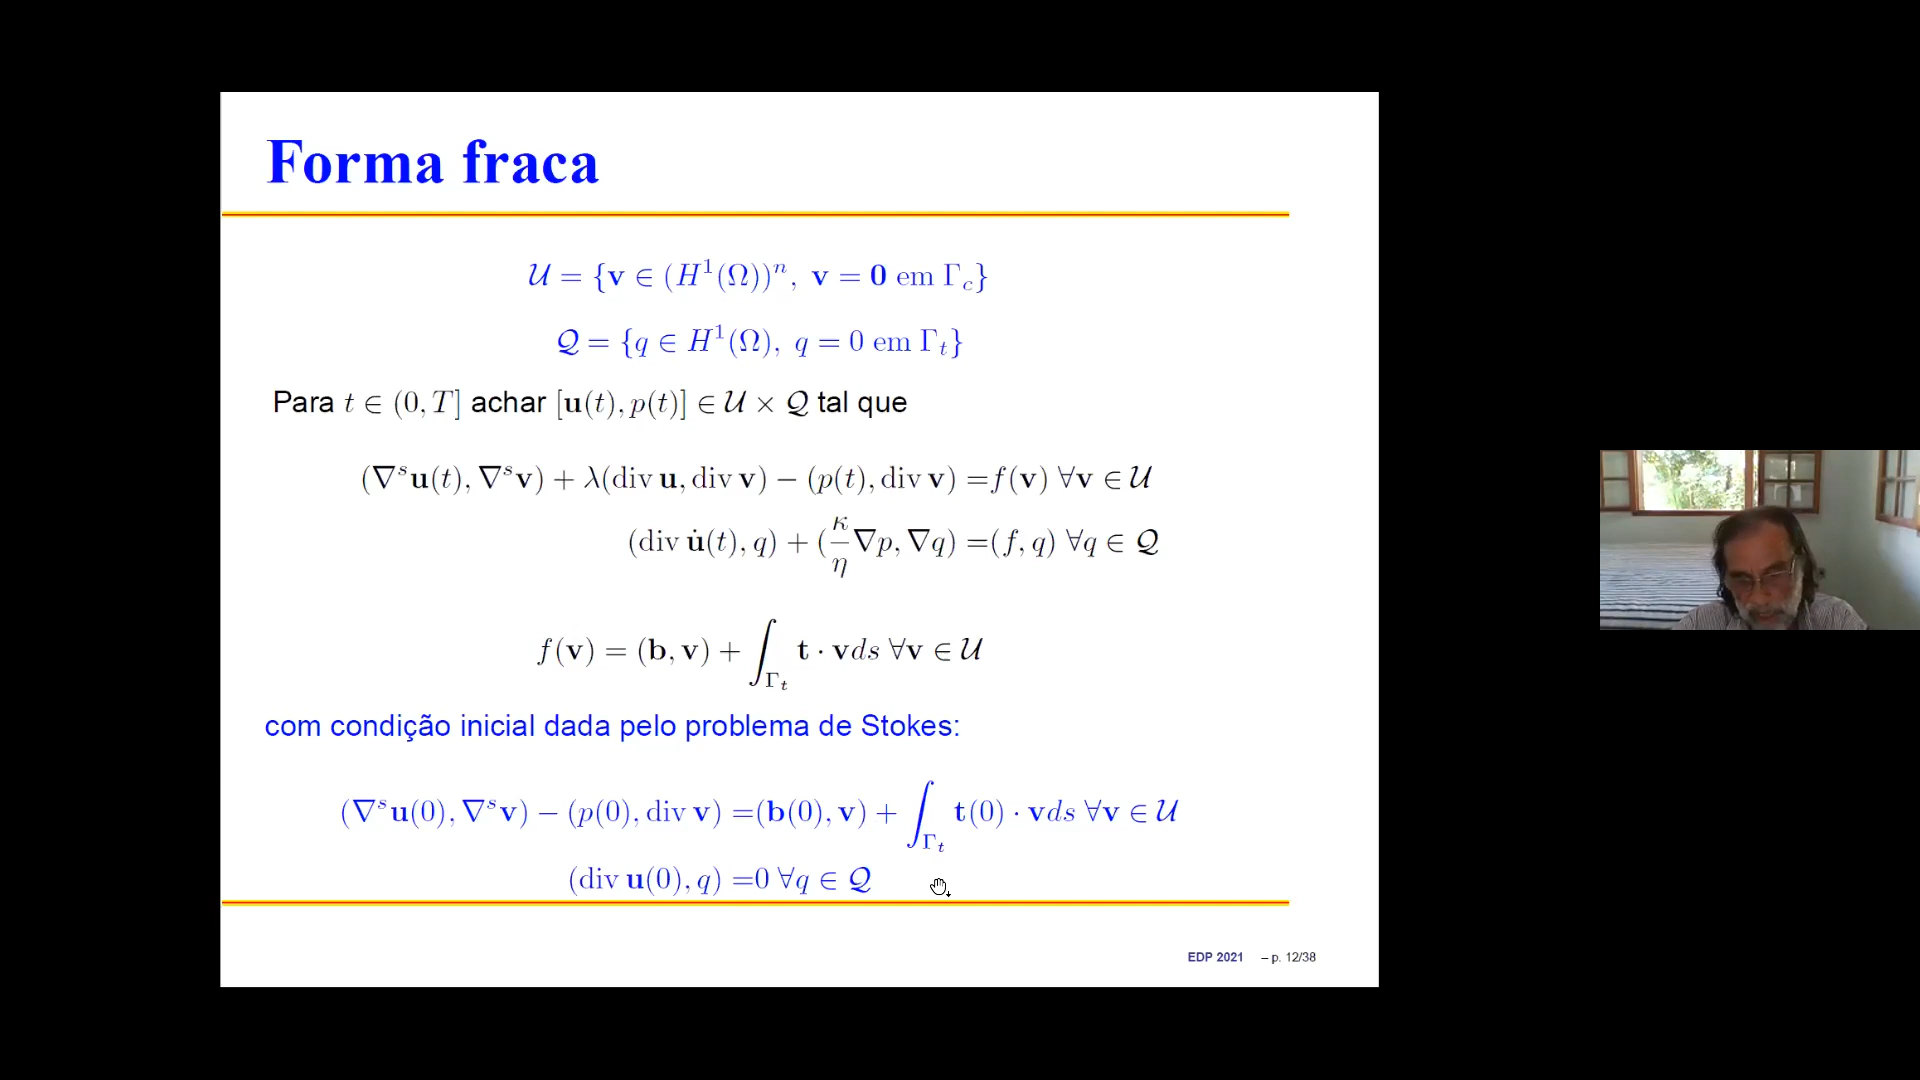 Forma fraca
𝒰 = {𝐯 ∈ (H¹(Ω))ⁿ, 𝐯 = 𝟎 em Γ_c}
𝒬 = {q ∈ H¹(Ω), q = 0 em Γ_t}
Para t ∈ (0, T] achar [𝐮(t), p(t)] ∈ 𝒰 × 𝒬 tal que
(∇ˢ𝐮(t), ∇ˢ𝐯) + λ(div 𝐮, div 𝐯) − (p(t), div 𝐯) =f(𝐯) ∀𝐯 ∈ 𝒰
(div 𝐮̇(t), q) + (κ/η ∇p, ∇q) =(f, q) ∀q ∈ 𝒬
f(𝐯) = (𝐛, 𝐯) + ∫_{Γ_t} 𝐭 · 𝐯ds ∀𝐯 ∈ 𝒰
com condição inicial dada pelo problema de Stokes:
(∇ˢ𝐮(0), ∇ˢ𝐯) − (p(0), div 𝐯) =(𝐛(0), 𝐯) + ∫_{Γ_t} 𝐭(0) · 𝐯ds ∀𝐯 ∈ 𝒰
(div 𝐮(0), q) =0 ∀q ∈ 𝒬
EDP 2021 – p. 12/38